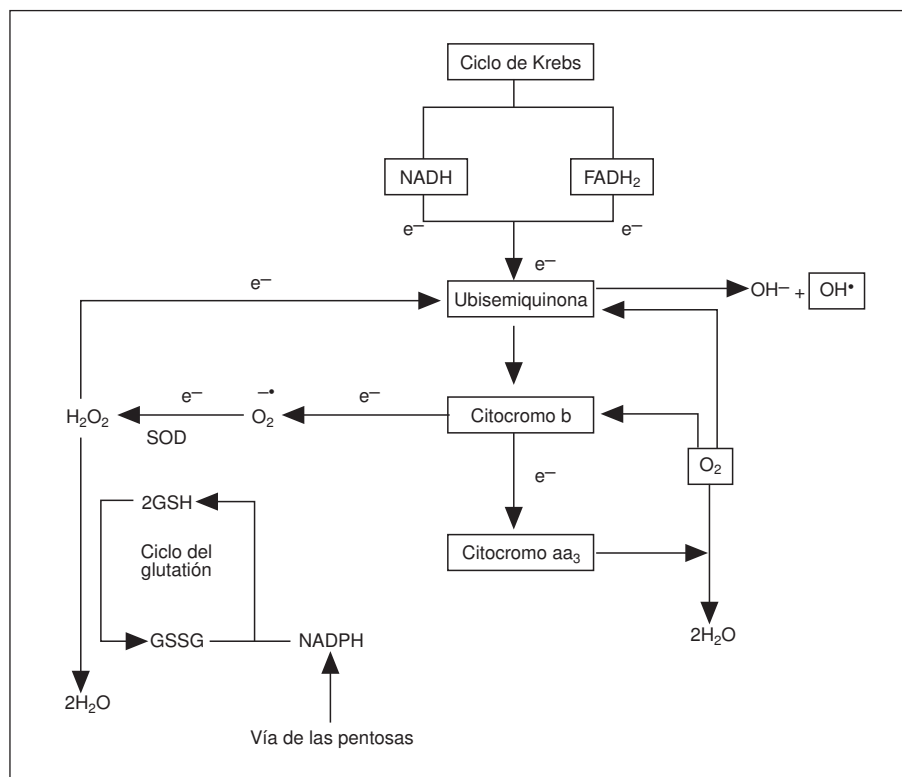 Ciclo de Krebs
NADH
FADH₂
e⁻
e⁻
e⁻
e⁻
Ubisemiquinona
OH⁻ + OH•
H₂O₂
e⁻
SOD
O₂⁻•
e⁻
Citocromo b
O₂
e⁻
2GSH
Ciclo del
glutatión
Citocromo aa₃
GSSG
NADPH
2H₂O
2H₂O
Vía de las pentosas